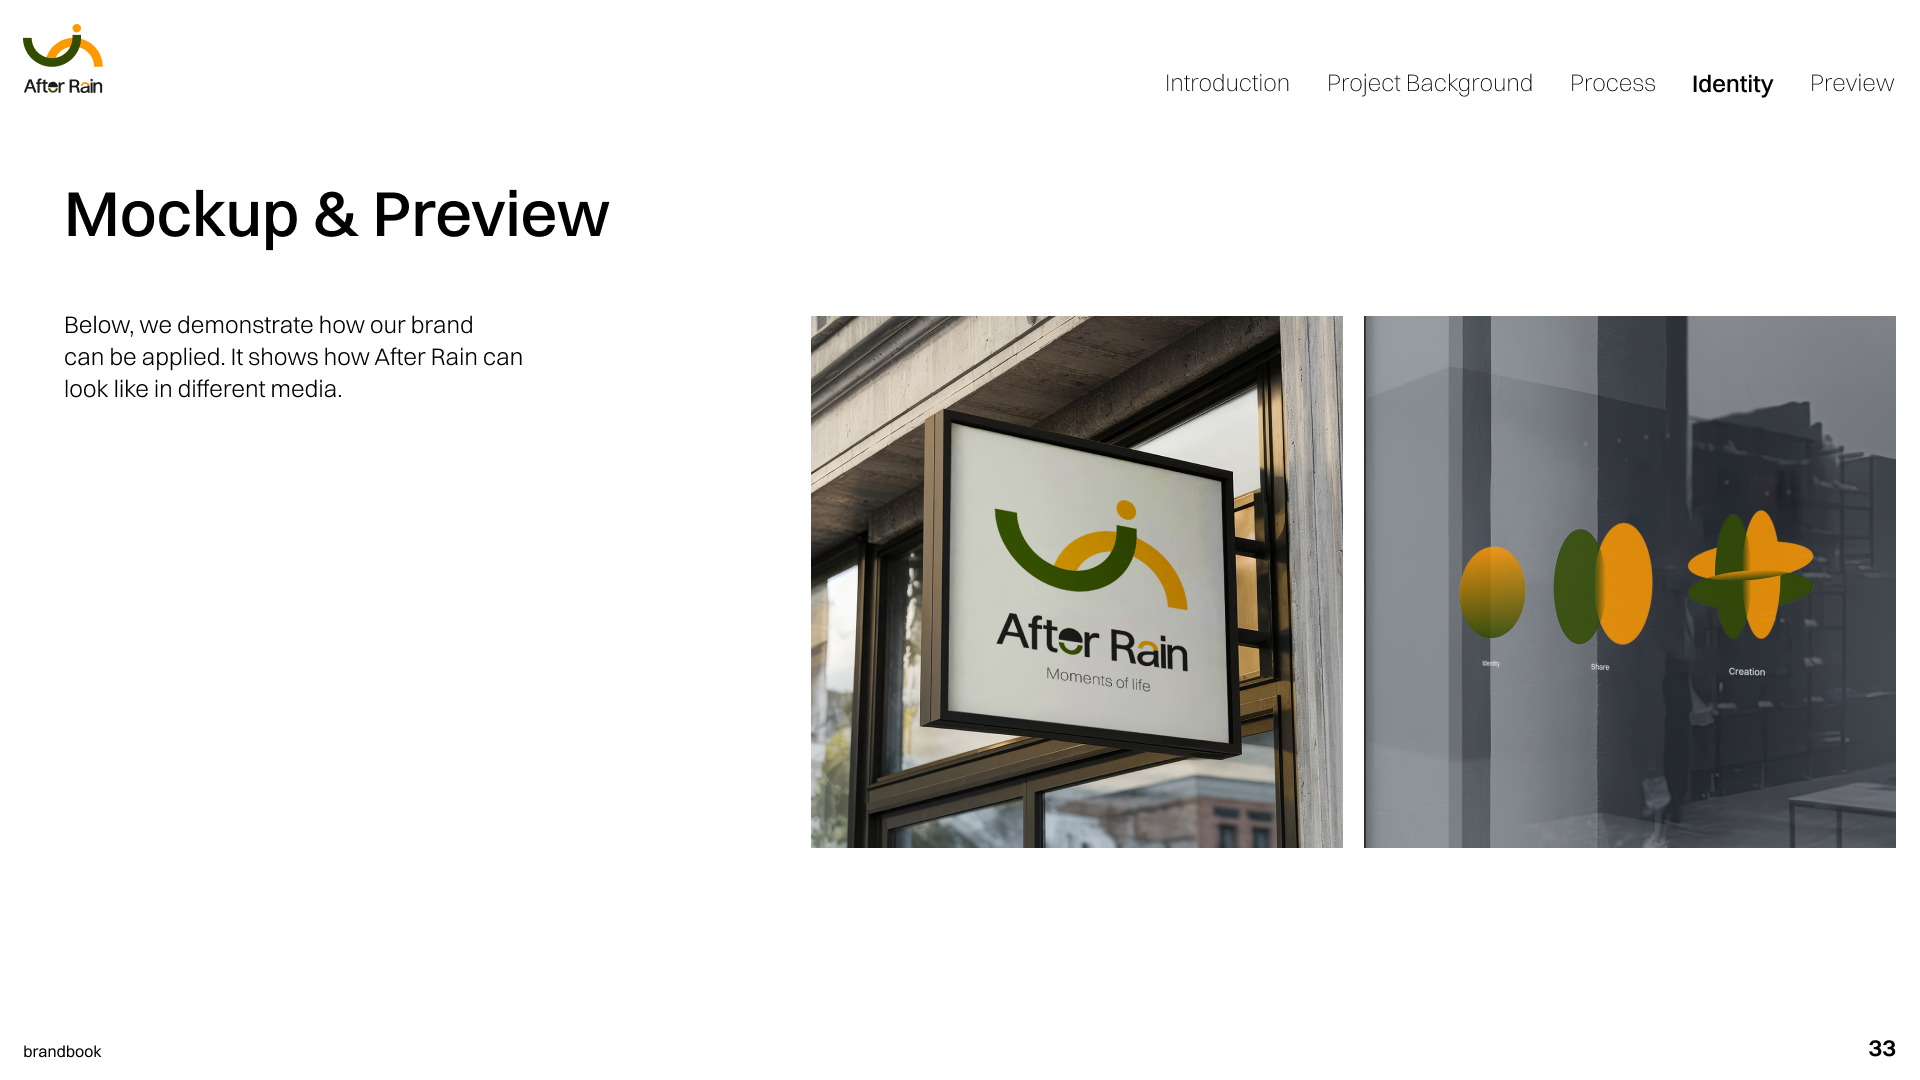 After Rain
Introduction
Project Background
Process
Identity
Preview
Mockup & Preview
Below, we demonstrate how our brand
can be applied. It shows how After Rain can
look like in different media.
After Rain
Moments of life
Identity
Share
Creation
brandbook
33